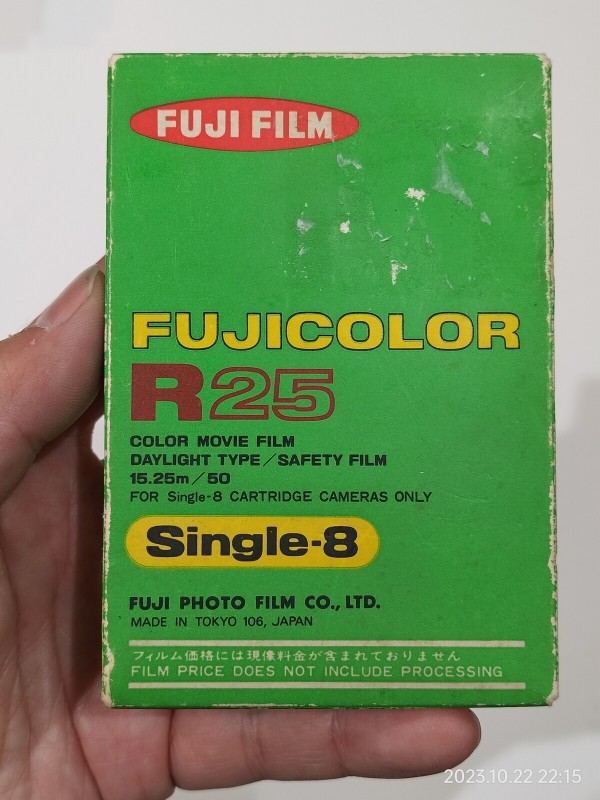 FUJI FILM
FUJICOLOR
R25
COLOR MOVIE FILM
DAYLIGHT TYPE/SAFETY FILM
15.25m/50
FOR Single-8 CARTRIDGE CAMERAS ONLY
Single-8
FUJI PHOTO FILM CO., LTD.
MADE IN TOKYO 106, JAPAN
フィルム価格には現像料金が含まれておりません
FILM PRICE DOES NOT INCLUDE PROCESSING
2023.10.22 22:15